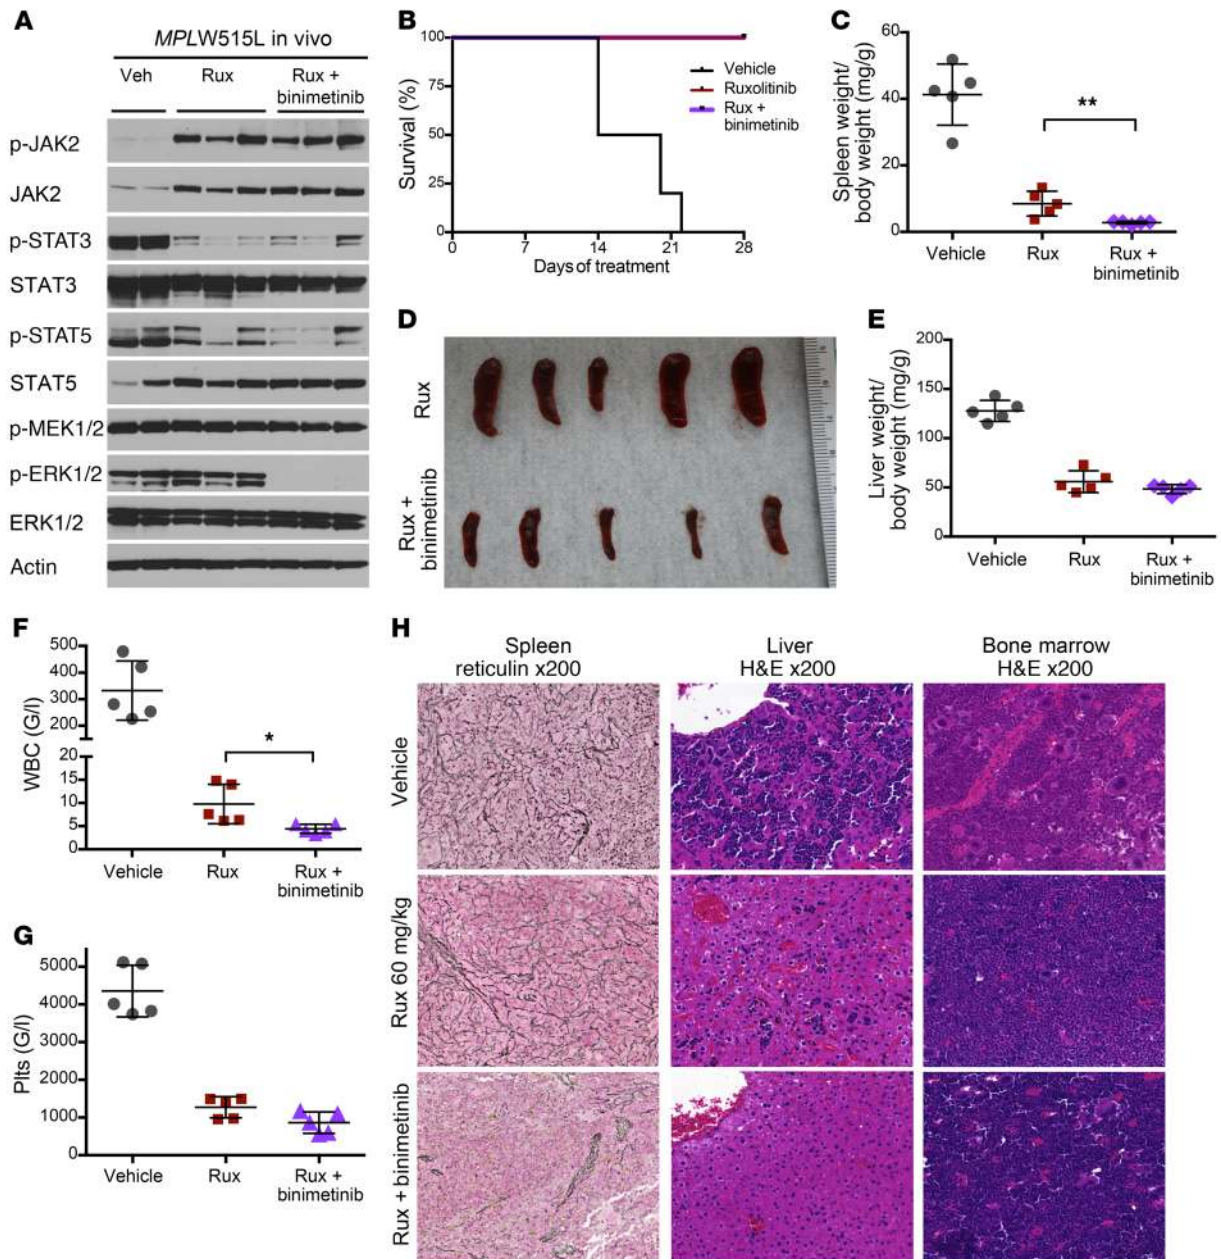 A
MPLW515L in vivo
Veh
Rux
Rux +
binimetinib
p-JAK2
JAK2
p-STAT3
STAT3
p-STAT5
STAT5
p-MEK1/2
p-ERK1/2
ERK1/2
Actin
B
Survival (%)
100
75
50
25
0
0
7
14
21
28
Days of treatment
Vehicle
Ruxolitinib
Rux +
binimetinib
C
Spleen weight/
body weight (mg/g)
60
40
20
0
**
Vehicle
Rux
Rux +
binimetinib
D
Rux
Rux +
binimetinib
E
Liver weight/
body weight (mg/g)
200
150
100
50
0
Vehicle
Rux
Rux +
binimetinib
F
WBC (G/l)
500
400
300
200
20
15
10
5
0
*
Vehicle
Rux
Rux +
binimetinib
G
Plts (G/l)
5000
4000
3000
2000
1000
0
Vehicle
Rux
Rux +
binimetinib
H
Spleen
reticulin x200
Liver
H&E x200
Bone marrow
H&E x200
Vehicle
Rux 60 mg/kg
Rux + binimetinib